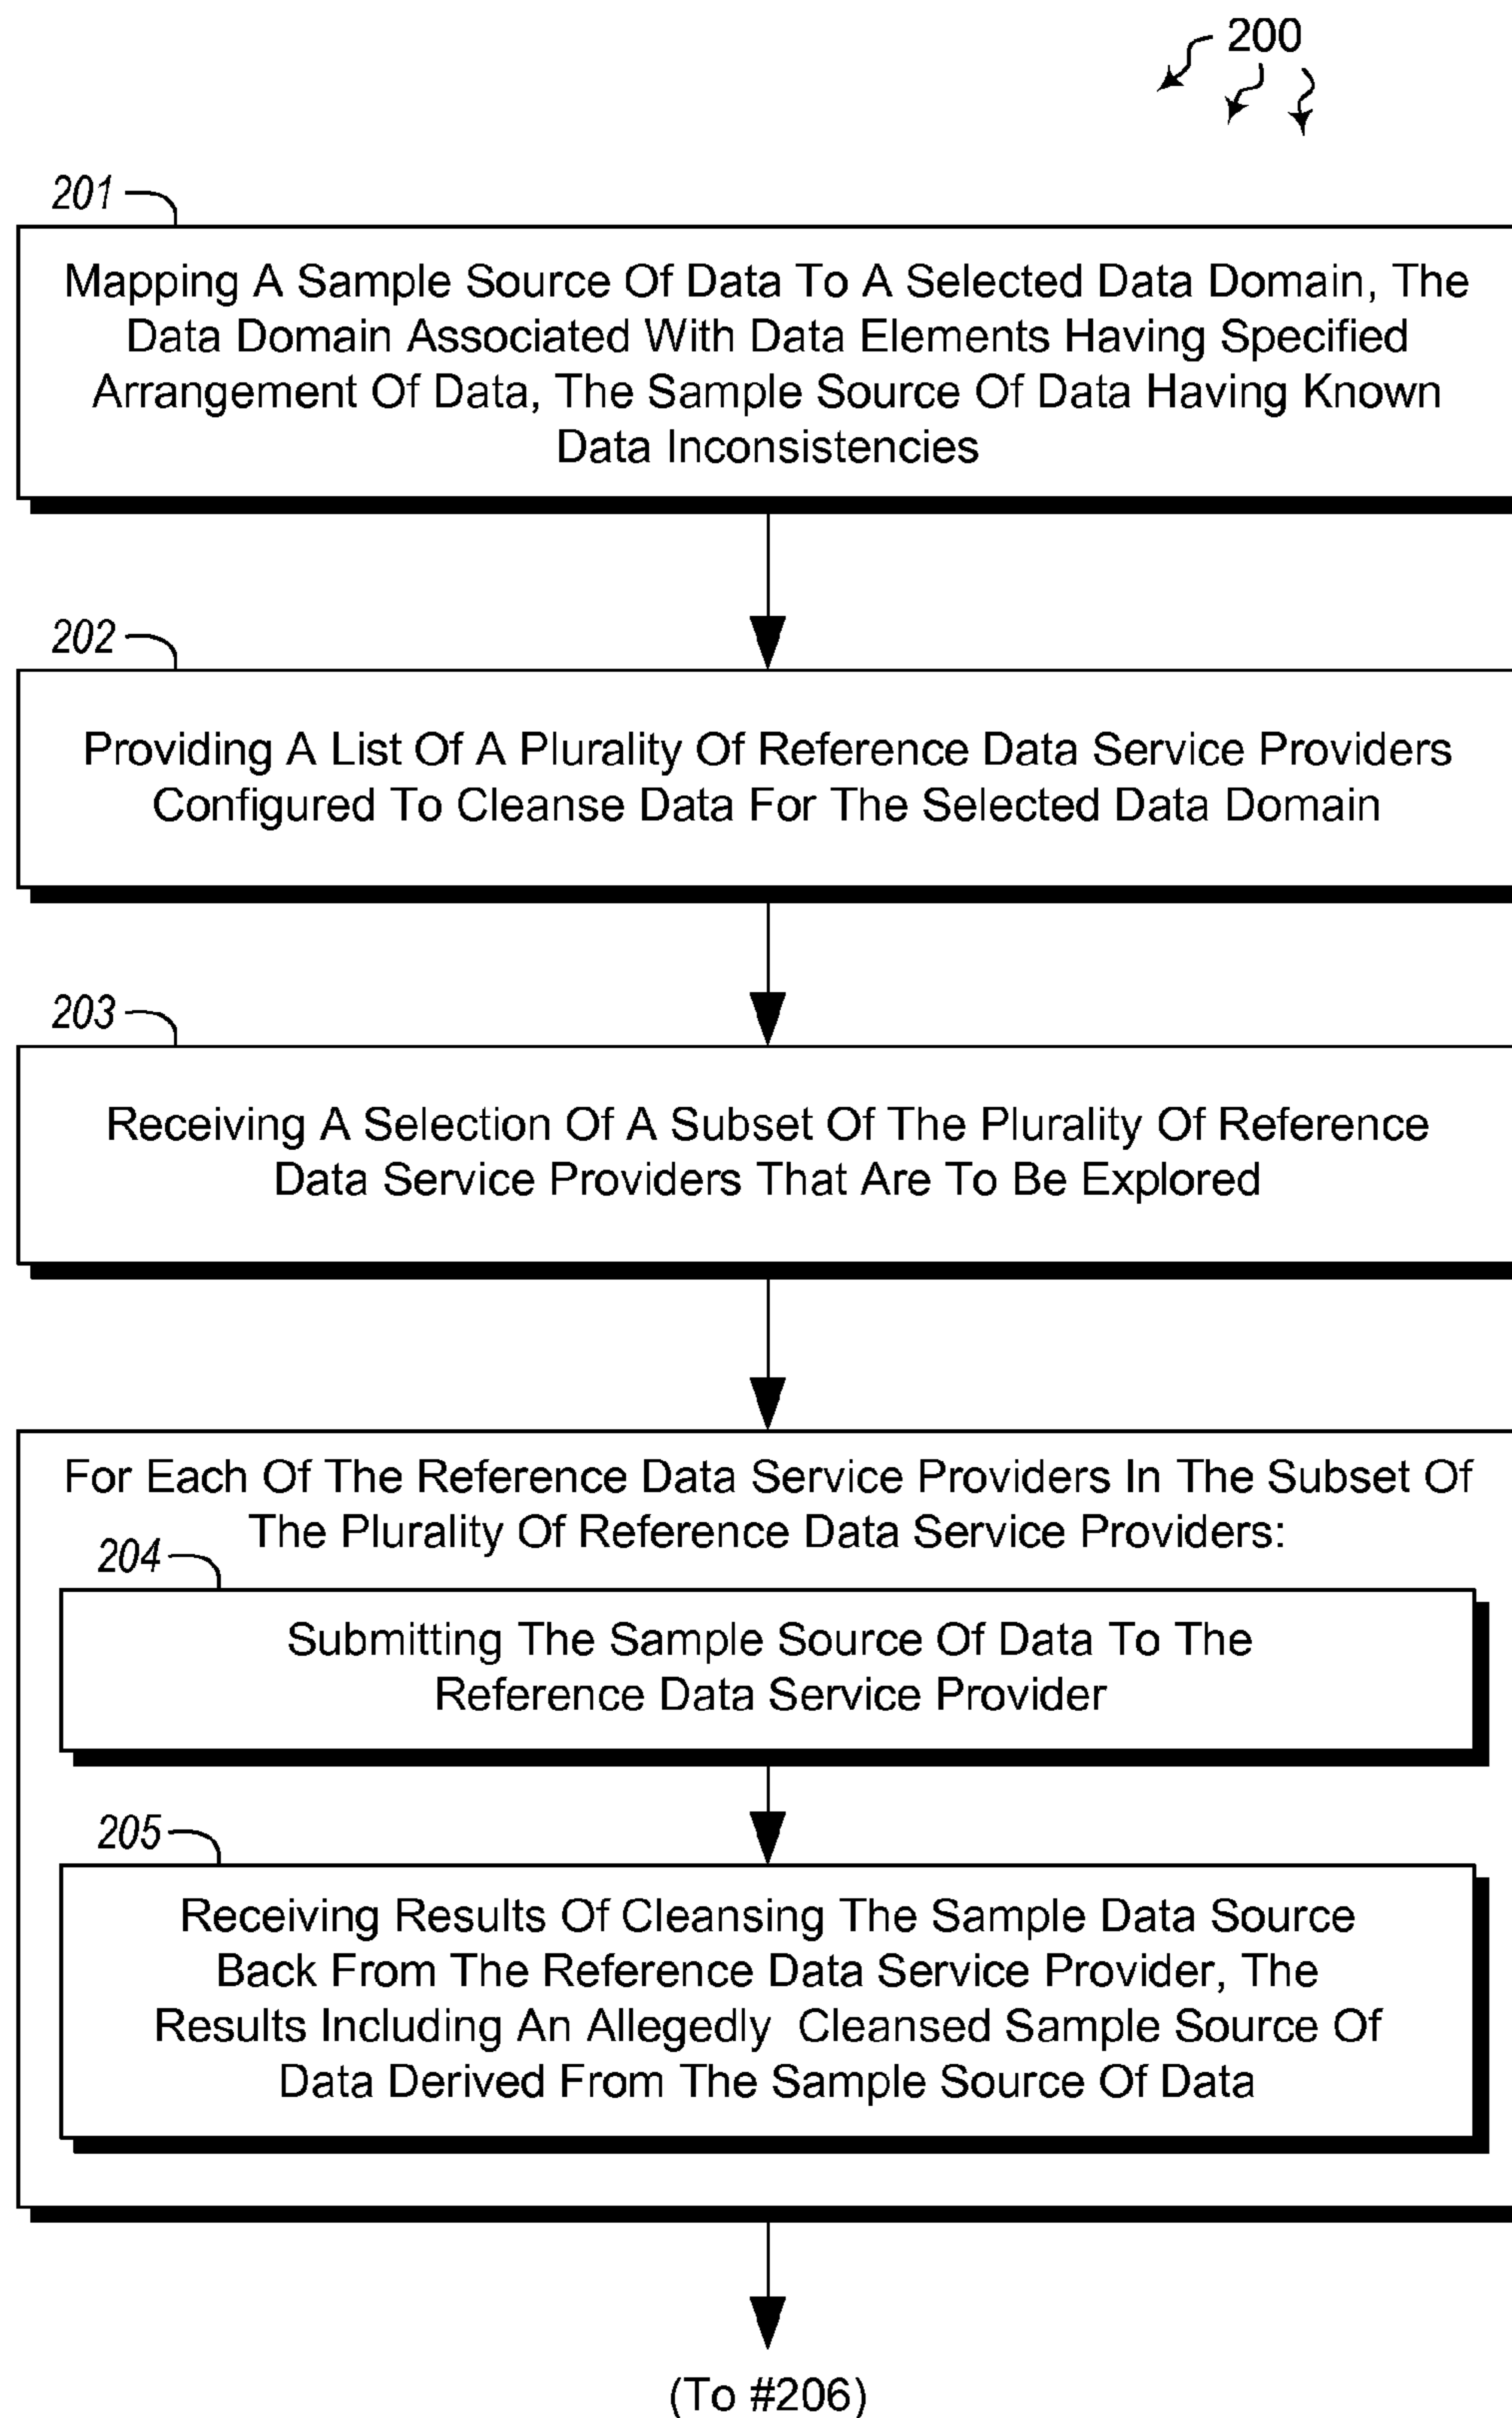 200
201
Mapping A Sample Source Of Data To A Selected Data Domain, The
Data Domain Associated With Data Elements Having Specified
Arrangement Of Data, The Sample Source Of Data Having Known
Data Inconsistencies
202
Providing A List Of A Plurality Of Reference Data Service Providers
Configured To Cleanse Data For The Selected Data Domain
203
Receiving A Selection Of A Subset Of The Plurality Of Reference
Data Service Providers That Are To Be Explored
For Each Of The Reference Data Service Providers In The Subset Of
The Plurality Of Reference Data Service Providers:
204
Submitting The Sample Source Of Data To The
Reference Data Service Provider
205
Receiving Results Of Cleansing The Sample Data Source
Back From The Reference Data Service Provider, The
Results Including An Allegedly Cleansed Sample Source Of
Data Derived From The Sample Source Of Data
(To #206)